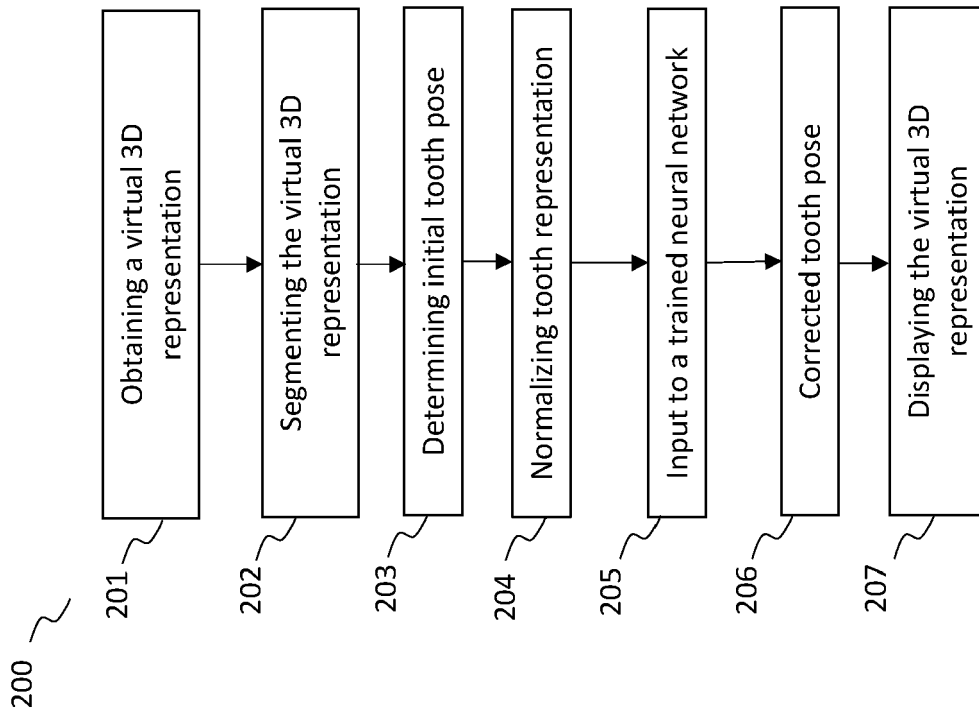 200
201
Obtaining a virtual 3D
representation
202
Segmenting the virtual 3D
representation
203
Determining initial tooth pose
204
Normalizing tooth representation
205
Input to a trained neural network
206
Corrected tooth pose
207
Displaying the virtual 3D
representation